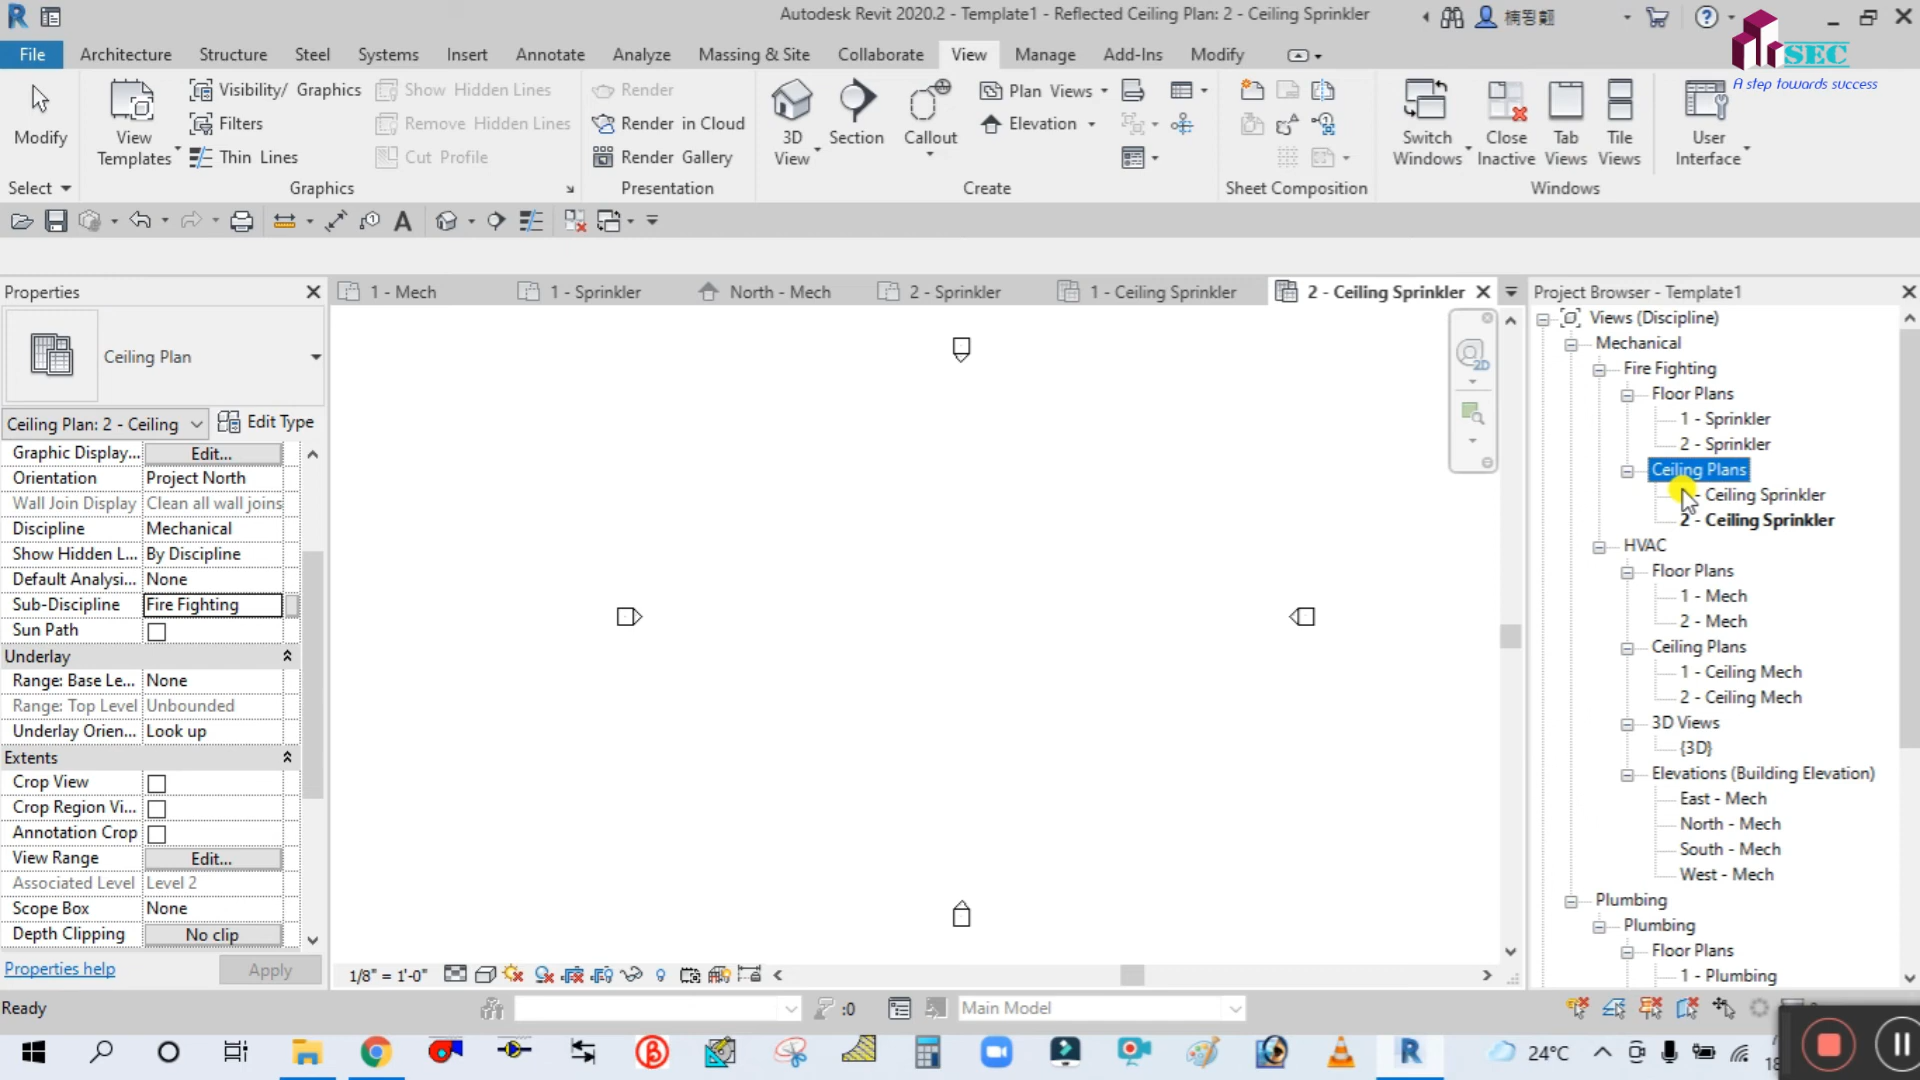 Autodesk Revit 2020.2 - Template1 - Reflected Ceiling Plan: 2 - Ceiling Sprinkler
SEC
A step towards success
File Architecture Structure Steel Systems Insert Annotate Analyze Massing & Site Collaborate View Manage Add-Ins Modify
Modify
View Templates
Visibility/ Graphics
Filters
Thin Lines
Show Hidden Lines
Remove Hidden Lines
Cut Profile
Render
Render in Cloud
Render Gallery
3D View
Section
Callout
Plan Views
Elevation
Switch Windows
Close Inactive
Tab Views
Tile Views
User Interface
Select Graphics Presentation Create Sheet Composition Windows
A
Properties
1 - Mech 1 - Sprinkler North - Mech 2 - Sprinkler 1 - Ceiling Sprinkler 2 - Ceiling Sprinkler
Ceiling Plan
Ceiling Plan: 2 - Ceiling Edit Type
Graphic Display... Edit...
Orientation Project North
Wall Join Display Clean all wall joins
Discipline Mechanical
Show Hidden L... By Discipline
Default Analysi... None
Sub-Discipline Fire Fighting
Sun Path
Underlay
Range: Base Le... None
Range: Top Level Unbounded
Underlay Orien... Look up
Extents
Crop View
Crop Region Vi...
Annotation Crop
View Range Edit...
Associated Level Level 2
Scope Box None
Depth Clipping No clip
Properties help Apply
2D
1/8" = 1'-0"
Project Browser - Template1
Views (Discipline)
Mechanical
Fire Fighting
Floor Plans
1 - Sprinkler
2 - Sprinkler
Ceiling Plans
- Ceiling Sprinkler
2 - Ceiling Sprinkler
HVAC
Floor Plans
1 - Mech
2 - Mech
Ceiling Plans
1 - Ceiling Mech
2 - Ceiling Mech
3D Views
{3D}
Elevations (Building Elevation)
East - Mech
North - Mech
South - Mech
West - Mech
Plumbing
Plumbing
Floor Plans
1 - Plumbing
Ready :0 Main Model
24°C